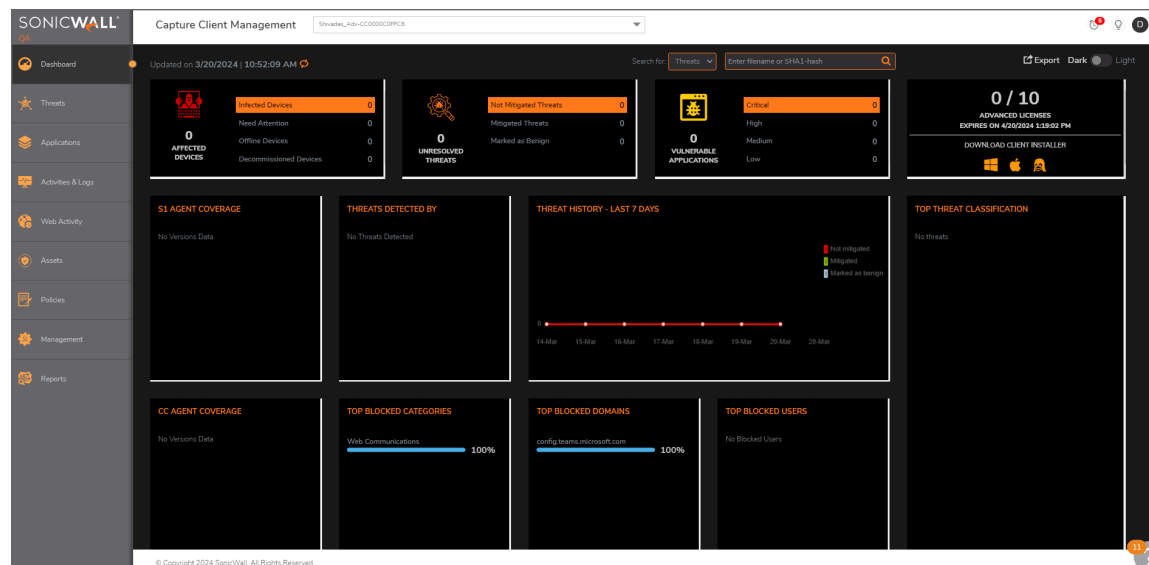 SONICWALL
QA
Capture Client Management
Shivadas_Adv-CC0000C0FFC6
5
D
Dashboard
Threats
Applications
Activities & Logs
Web Activity
Assets
Policies
Management
Reports
Updated on 3/20/2024 | 10:52:09 AM
Search for: Threats Enter Filename or SHA1-hash
Export Dark Light
0
AFFECTED
DEVICES
Infected Devices 0
Need Attention 0
Offline Devices 0
Decommissioned Devices 0
0
UNRESOLVED
THREATS
Not Mitigated Threats 0
Mitigated Threats 0
Marked as Benign 0
0
VULNERABLE
APPLICATIONS
Critical 0
High 0
Medium 0
Low 0
0 / 10
ADVANCED LICENSES
EXPIRES ON 4/20/2024 1:19:02 PM
DOWNLOAD CLIENT INSTALLER
S1 AGENT COVERAGE
No Versions Data
THREATS DETECTED BY
No Threats Detected
THREAT HISTORY - LAST 7 DAYS
Not mitigated
Mitigated
Marked as benign
0
14-Mar 15-Mar 16-Mar 17-Mar 18-Mar 19-Mar 20-Mar 20-Mar
TOP THREAT CLASSIFICATION
No threats
CC AGENT COVERAGE
No Versions Data
TOP BLOCKED CATEGORIES
Web Communications
100%
TOP BLOCKED DOMAINS
config.teams.microsoft.com
100%
TOP BLOCKED USERS
No Blocked Users
11
© Copyright 2024 SonicWall. All Rights Reserved.